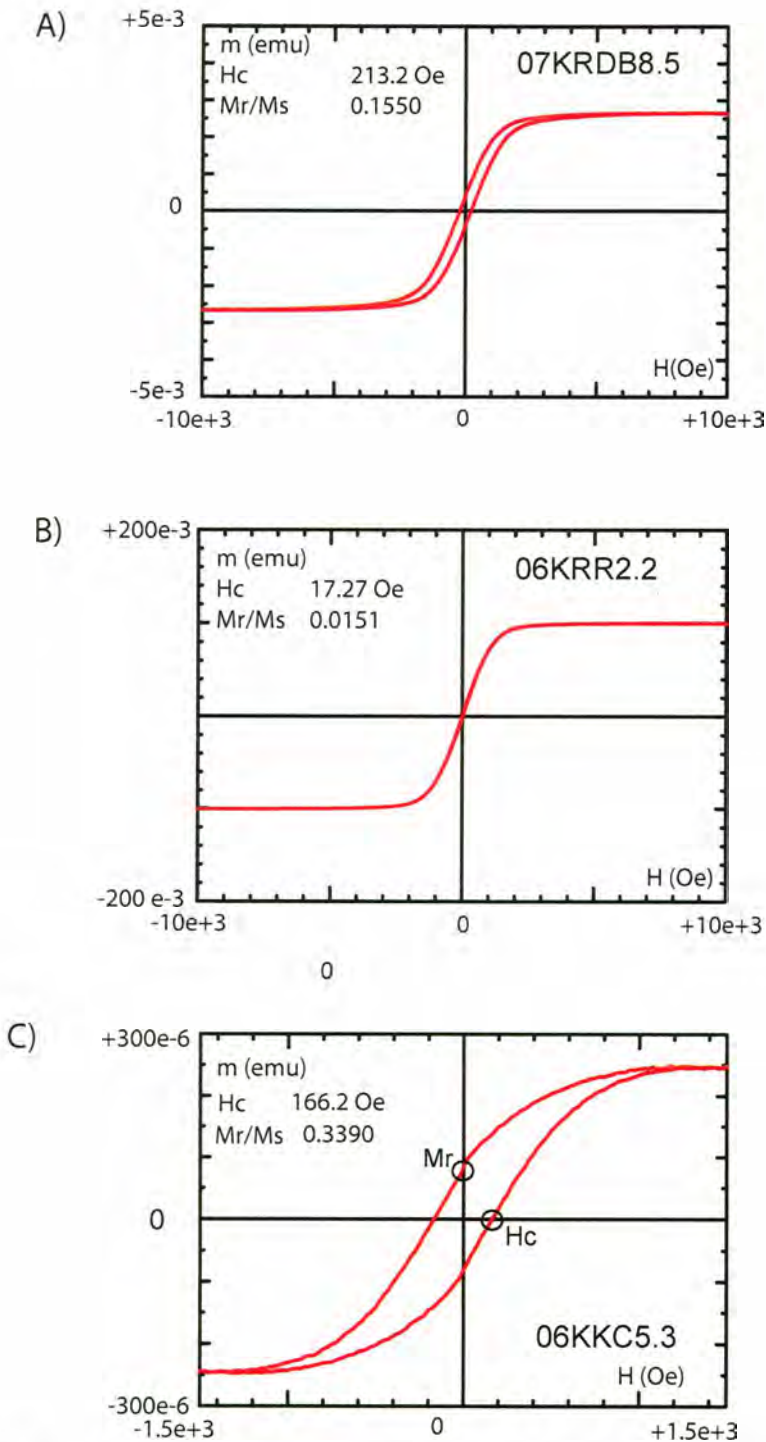 A)
+5e-3
m (emu)
Hc 213.2 Oe
Mr/Ms 0.1550
07KRDB8.5
0
H(Oe)
-5e-3
-10e+3
0
+10e+3
B)
+200e-3
m (emu)
Hc 17.27 Oe
Mr/Ms 0.0151
06KRR2.2
0
H (Oe)
-200 e-3
-10e+3
0
+10e+3
0
C)
+300e-6
m (emu)
Hc 166.2 Oe
Mr/Ms 0.3390
Mr
0
Hc
06KKC5.3
H (Oe)
-300e-6
-1.5e+3
0
+1.5e+3